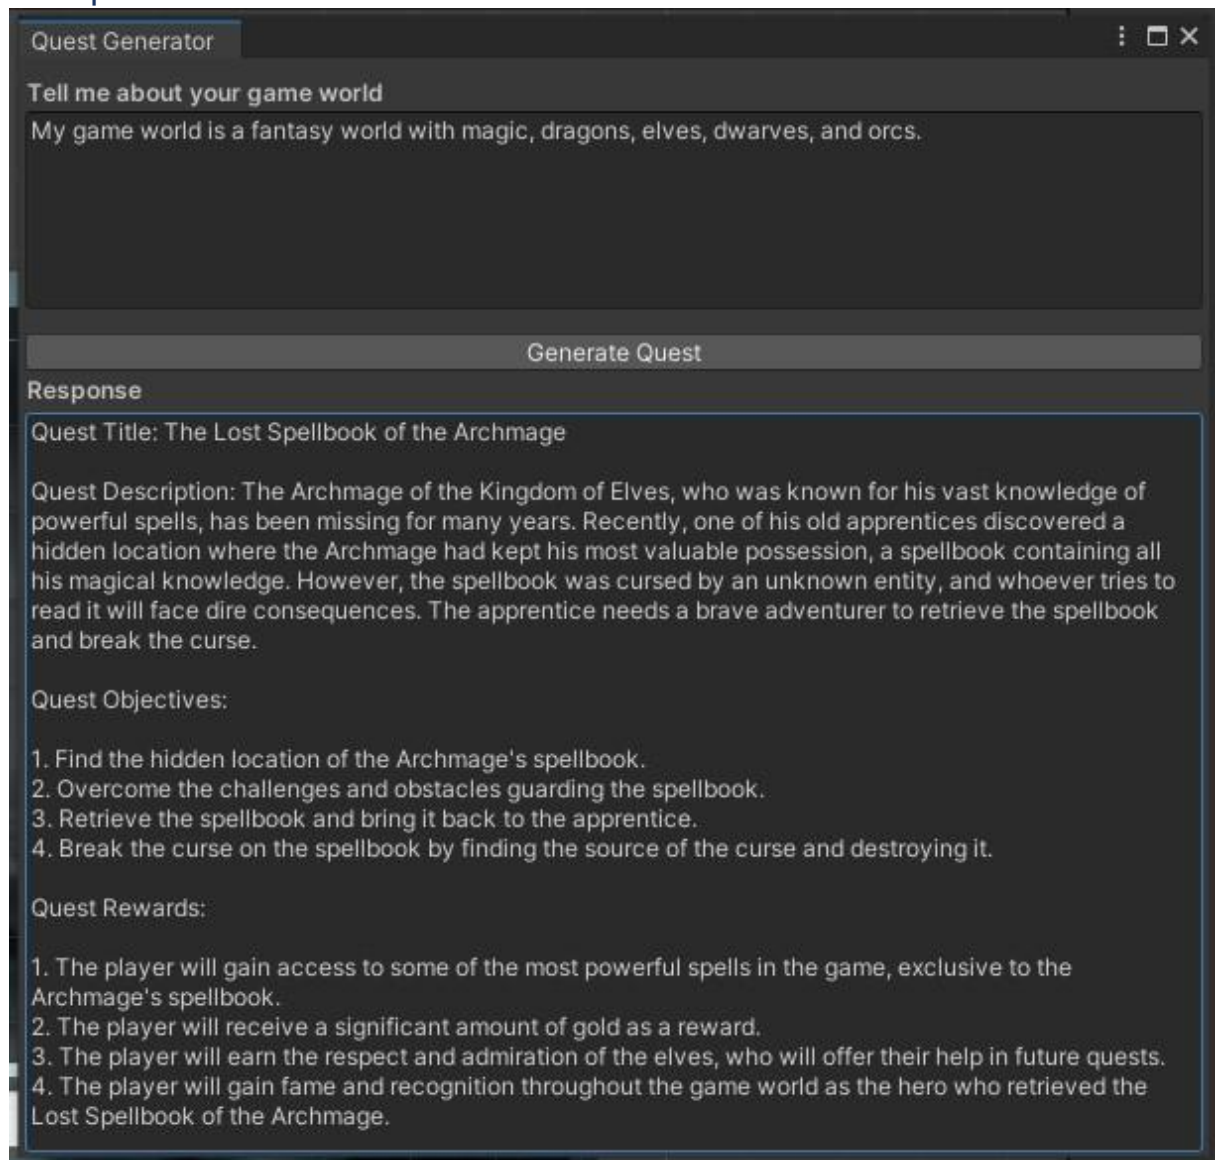 Quest Generator
Tell me about your game world
My game world is a fantasy world with magic, dragons, elves, dwarves, and orcs.
Generate Quest
Response
Quest Title: The Lost Spellbook of the Archmage
Quest Description: The Archmage of the Kingdom of Elves, who was known for his vast knowledge of
powerful spells, has been missing for many years. Recently, one of his old apprentices discovered a
hidden location where the Archmage had kept his most valuable possession, a spellbook containing all
his magical knowledge. However, the spellbook was cursed by an unknown entity, and whoever tries to
read it will face dire consequences. The apprentice needs a brave adventurer to retrieve the spellbook
and break the curse.
Quest Objectives:
1. Find the hidden location of the Archmage's spellbook.
2. Overcome the challenges and obstacles guarding the spellbook.
3. Retrieve the spellbook and bring it back to the apprentice.
4. Break the curse on the spellbook by finding the source of the curse and destroying it.
Quest Rewards:
1. The player will gain access to some of the most powerful spells in the game, exclusive to the
Archmage's spellbook.
2. The player will receive a significant amount of gold as a reward.
3. The player will earn the respect and admiration of the elves, who will offer their help in future quests.
4. The player will gain fame and recognition throughout the game world as the hero who retrieved the
Lost Spellbook of the Archmage.